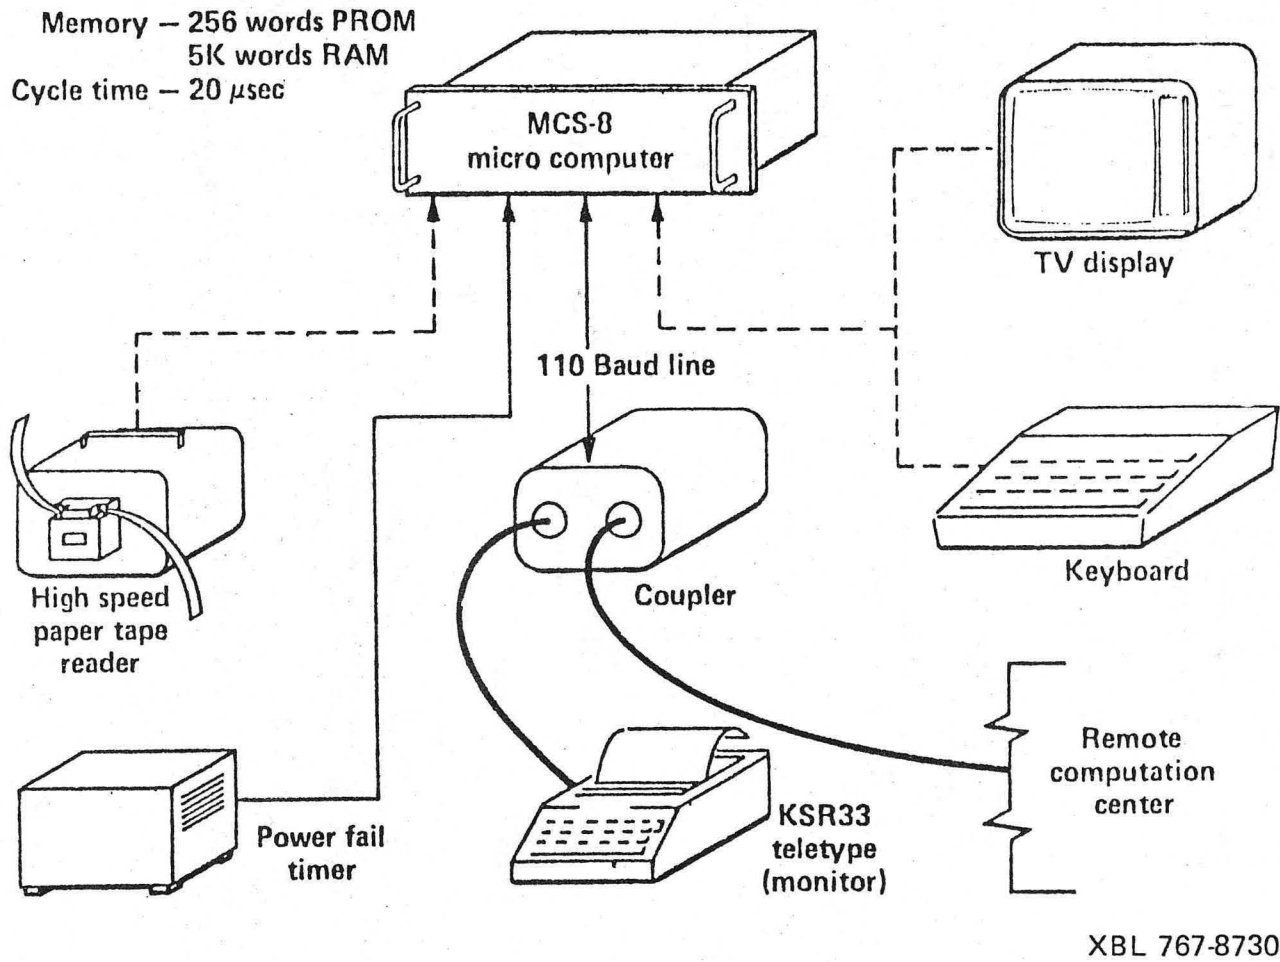 Memory – 256 words PROM
5K words RAM
Cycle time – 20 μsec
MCS-8
micro computer
TV display
110 Baud line
High speed
paper tape
reader
Coupler
Keyboard
Power fail
timer
KSR33
teletype
(monitor)
Remote
computation
center
XBL 767-8730